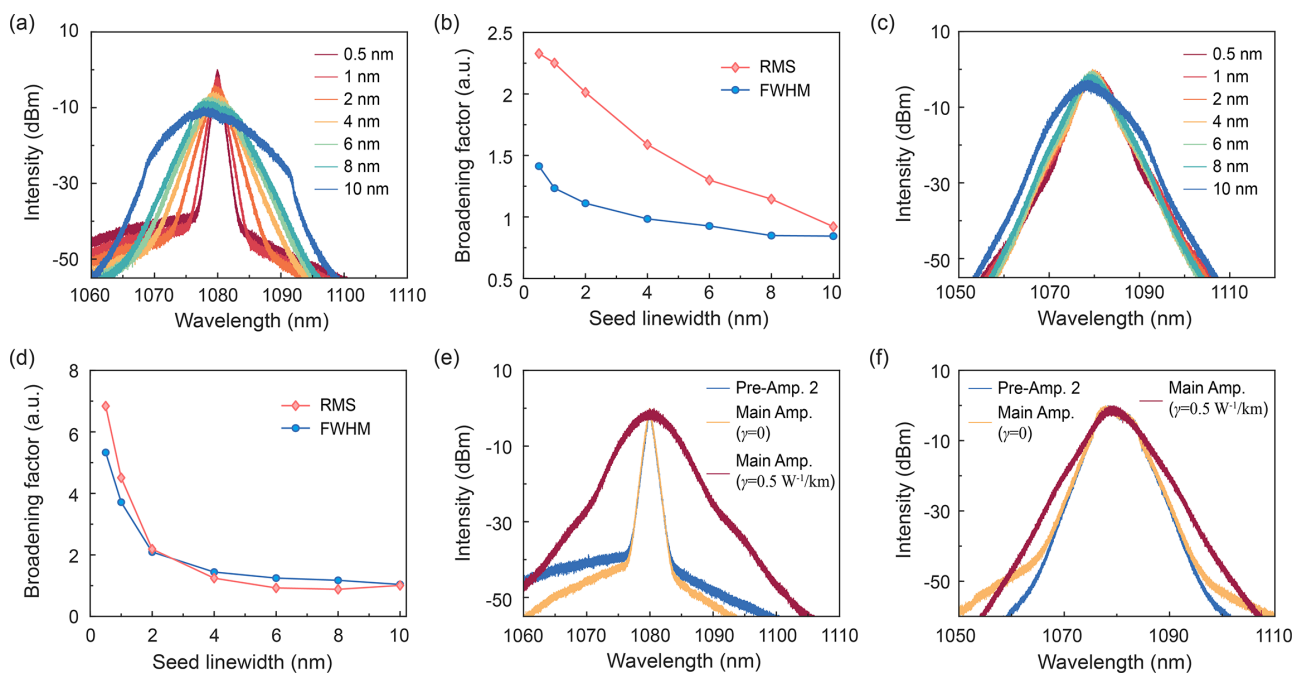 (a)
10
-10
-30
-50
Intensity (dBm)
0.5 nm
1 nm
2 nm
4 nm
6 nm
8 nm
10 nm
1060 1070 1080 1090 1100 1110
Wavelength (nm)
(b)
2.5
2
1.5
1
0.5
Broadening factor (a.u.)
RMS
FWHM
0 2 4 6 8 10
Seed linewidth (nm)
(c)
10
-10
-30
-50
Intensity (dBm)
0.5 nm
1 nm
2 nm
4 nm
6 nm
8 nm
10 nm
1050 1070 1090 1110
Wavelength (nm)
(d)
8
7
6
5
4
3
2
1
0
Broadening factor (a.u.)
RMS
FWHM
0 2 4 6 8 10
Seed linewidth (nm)
(e)
10
-10
-30
-50
Intensity (dBm)
Pre-Amp. 2
Main Amp.
(γ=0)
Main Amp.
(γ=0.5 W⁻¹/km)
1060 1070 1080 1090 1100 1110
Wavelength (nm)
(f)
10
-10
-30
-50
Intensity (dBm)
Pre-Amp. 2
Main Amp.
(γ=0)
Main Amp.
(γ=0.5 W⁻¹/km)
1050 1070 1090 1110
Wavelength (nm)